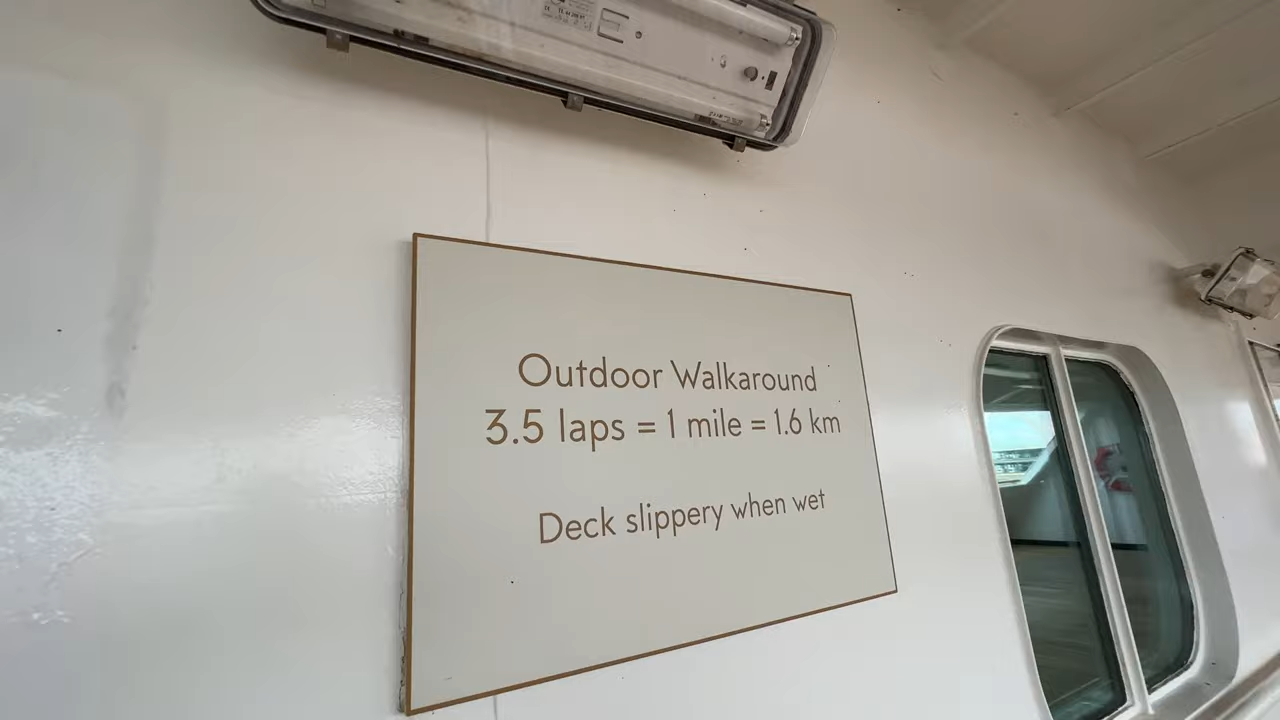 Outdoor Walkaround
3.5 laps = 1 mile = 1.6 km
Deck slippery when wet